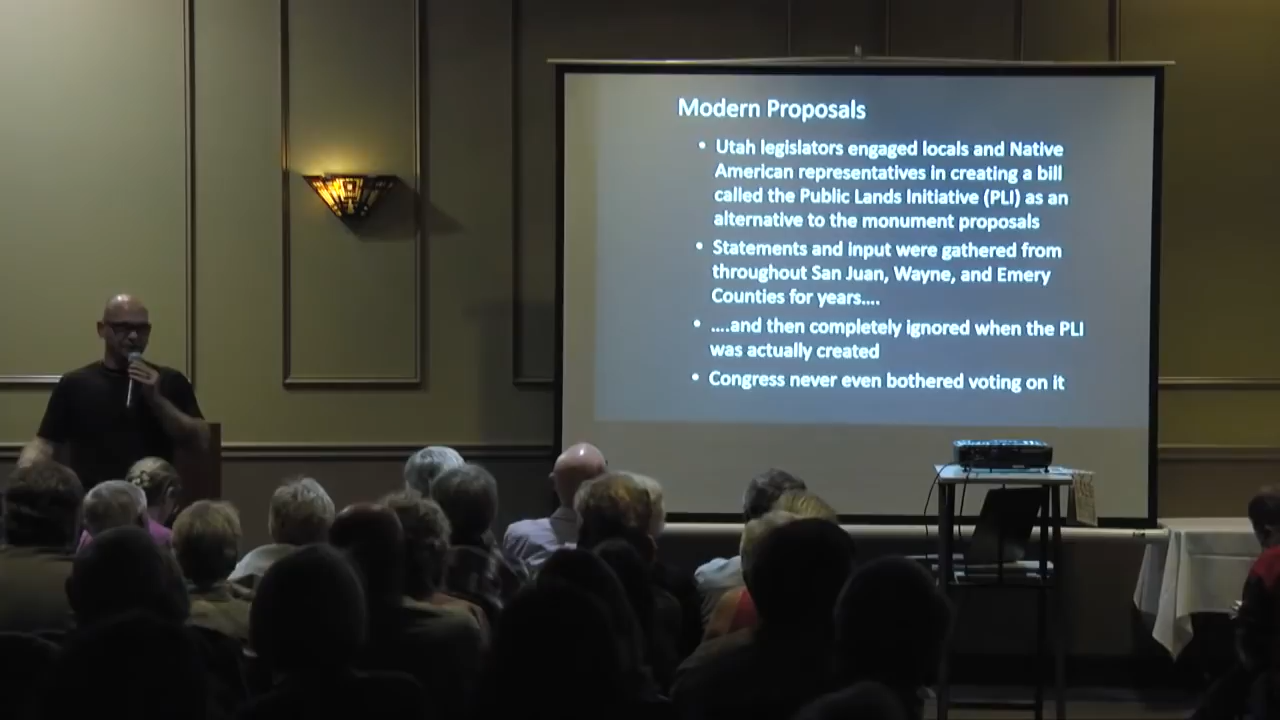 Modern Proposals
• Utah legislators engaged locals and Native
American representatives in creating a bill
called the Public Lands Initiative (PLI) as an
alternative to the monument proposals
• Statements and input were gathered from
throughout San Juan, Wayne, and Emery
Counties for years….
• ….and then completely ignored when the PLI
was actually created
• Congress never even bothered voting on it